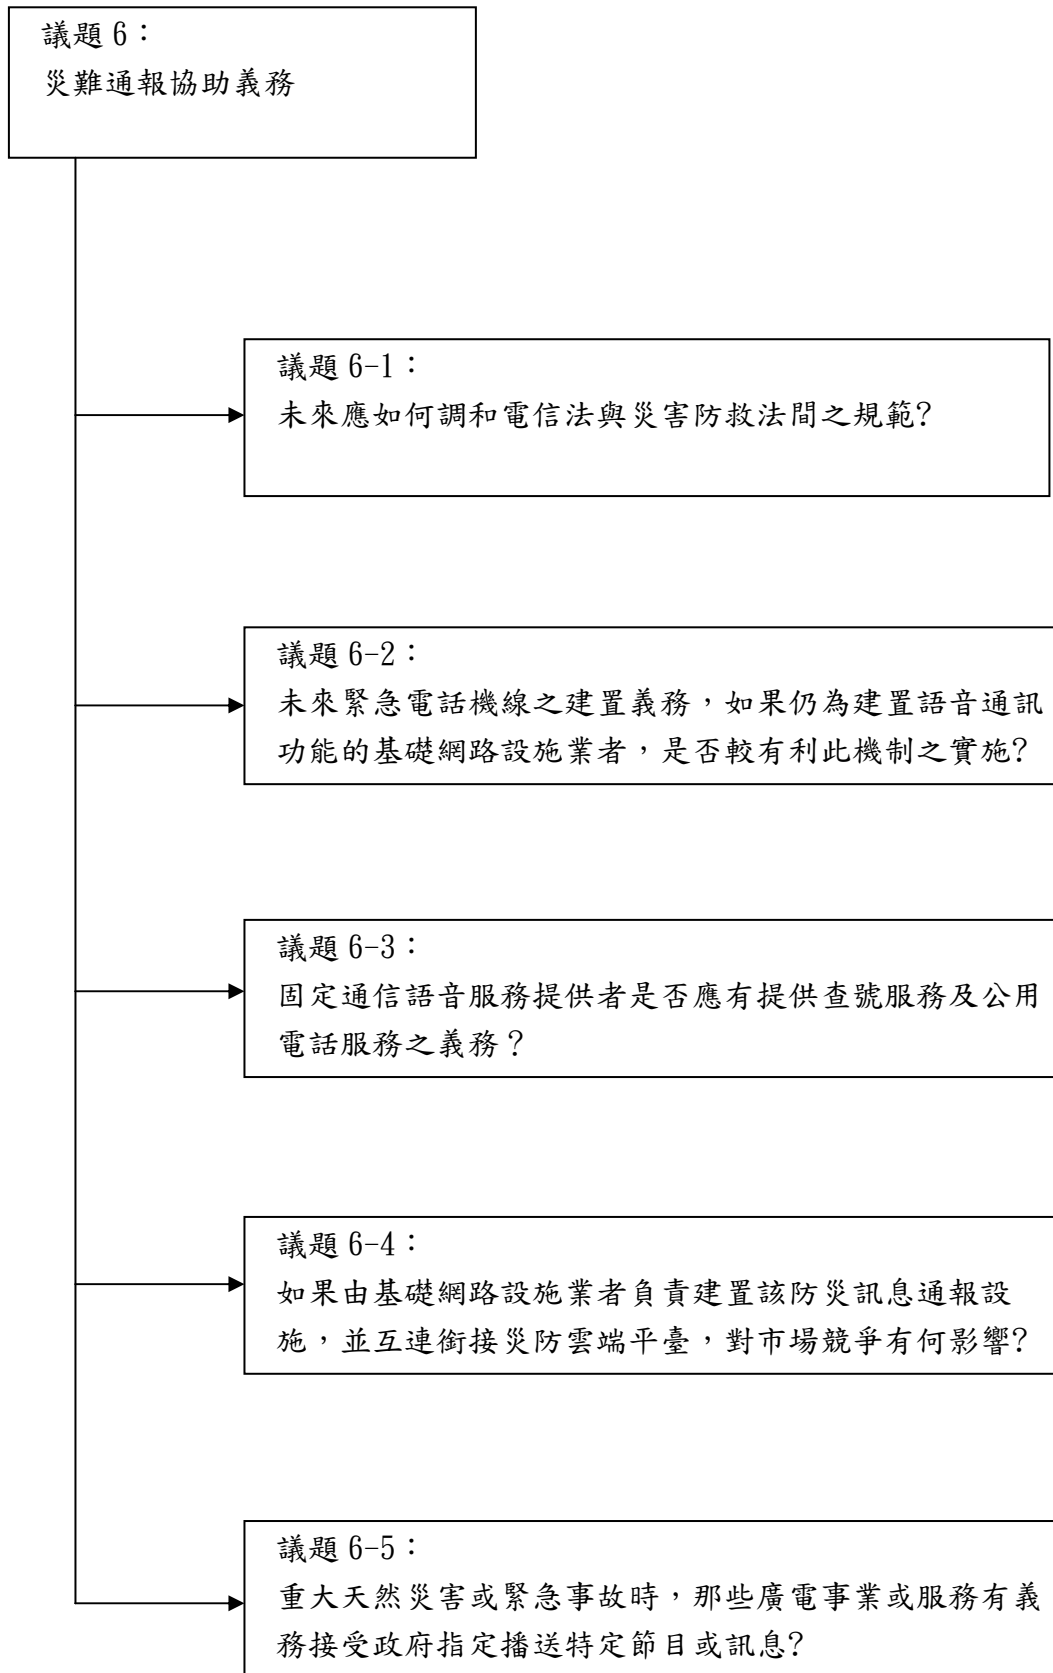 議題 6：
災難通報協助義務
議題 6-1：
未來應如何調和電信法與災害防救法間之規範?
議題 6-2：
未來緊急電話機線之建置義務，如果仍為建置語音通訊
功能的基礎網路設施業者，是否較有利此機制之實施?
議題 6-3：
固定通信語音服務提供者是否應有提供查號服務及公用
電話服務之義務？
議題 6-4：
如果由基礎網路設施業者負責建置該防災訊息通報設
施，並互連銜接災防雲端平臺，對市場競爭有何影響?
議題 6-5：
重大天然災害或緊急事故時，那些廣電事業或服務有義
務接受政府指定播送特定節目或訊息?